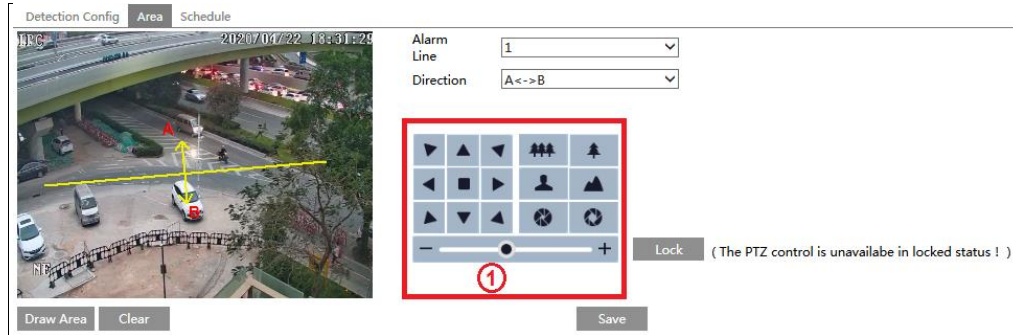 Detection Config Area Schedule
IPC 2020/04/22 18:31:29
Alarm Line 1
Direction A<->B
A
B
①
Lock (The PTZ control is unavailabe in locked status ! )
Draw Area Clear Save